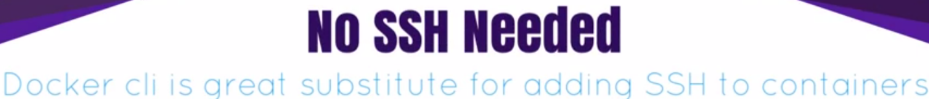 No SSH Needed
Docker cli is great substitute for adding SSH to containers